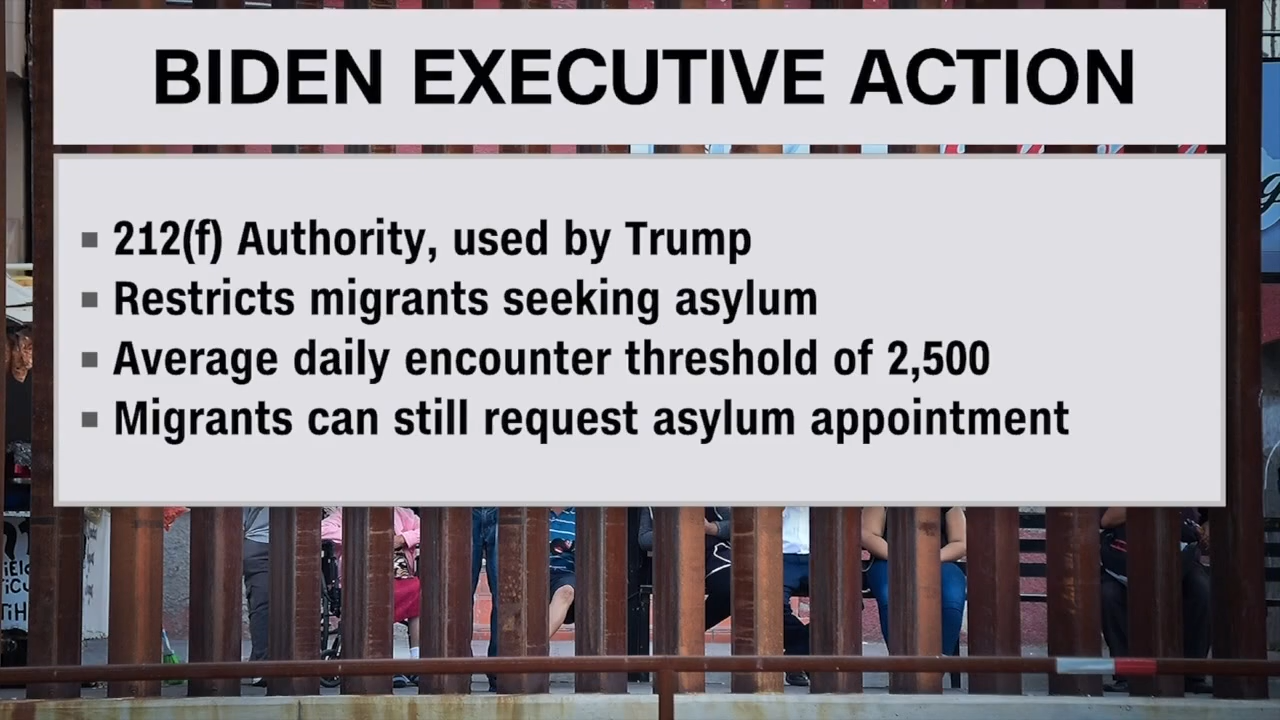 BIDEN EXECUTIVE ACTION
212(f) Authority, used by Trump
Restricts migrants seeking asylum
Average daily encounter threshold of 2,500
Migrants can still request asylum appointment